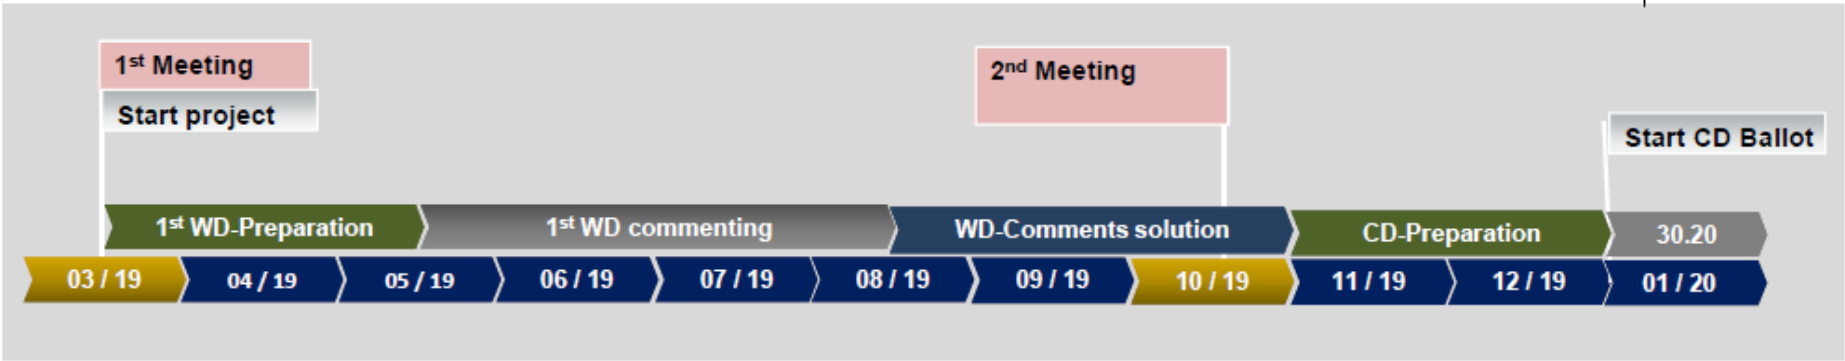 1st Meeting
2nd Meeting
Start project
Start CD Ballot
1st WD-Preparation
1st WD commenting
WD-Comments solution
CD-Preparation
30.20
03 / 19
04 / 19
05 / 19
06 / 19
07 / 19
08 / 19
09 / 19
10 / 19
11 / 19
12 / 19
01 / 20